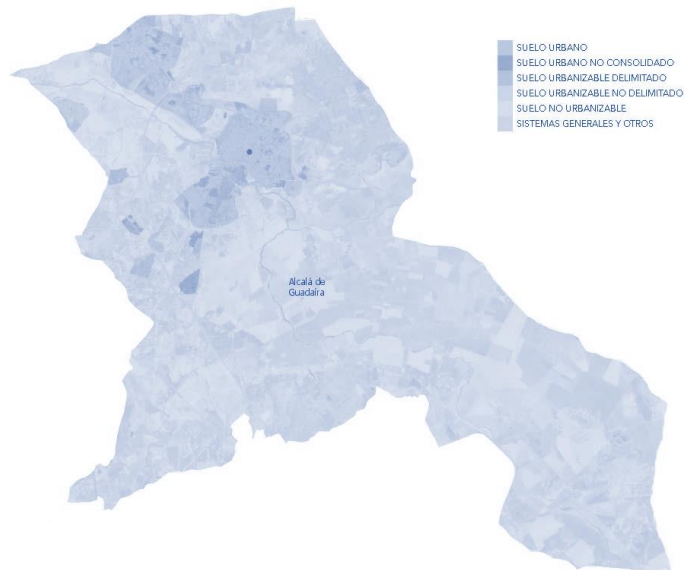 SUELO URBANO
SUELO URBANO NO CONSOLIDADO
SUELO URBANIZABLE DELIMITADO
SUELO URBANIZABLE NO DELIMITADO
SUELO NO URBANIZABLE
SISTEMAS GENERALES Y OTROS
Alcalá de
Guadaíra